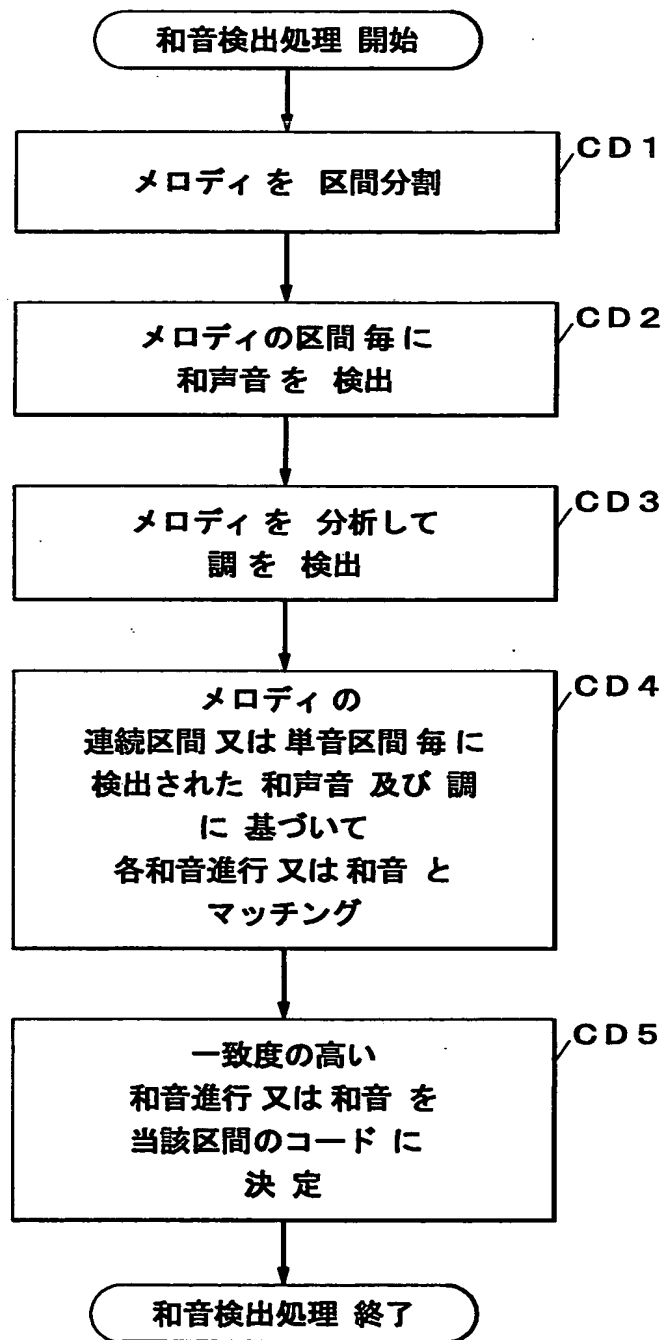 和音検出処理 開始
CD1
メロディ を 区間分割
CD2
メロディの区間 毎 に
和声音 を 検出
CD3
メロディ を 分析して
調 を 検出
CD4
メロディ の
連続区間 又は 単音区間 毎 に
検出された 和声音 及び 調
に 基づいて
各和音進行 又は 和音 と
マッチング
CD5
一致度の高い
和音進行 又は 和音 を
当該区間のコード に
決 定
和音検出処理 終了